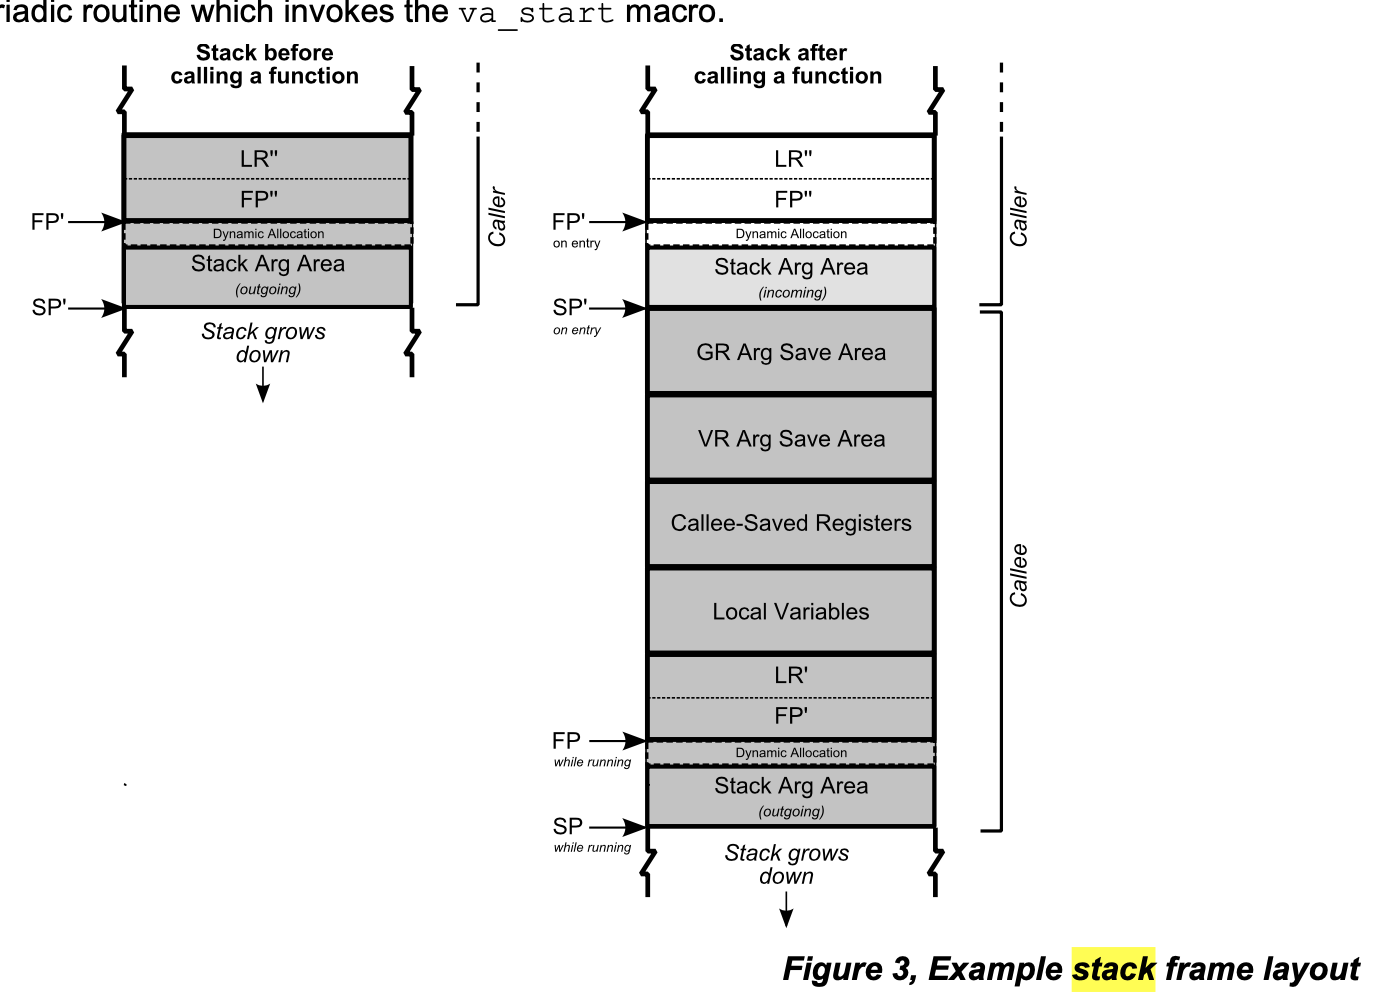 riadic routine which invokes the va_start macro.
Stack before
calling a function
LR"
FP"
FP'
Dynamic Allocation
Stack Arg Area
(outgoing)
SP'
Stack grows
down
Caller
Stack after
calling a function
LR"
FP"
FP'
on entry
Dynamic Allocation
Stack Arg Area
(incoming)
SP'
on entry
GR Arg Save Area
VR Arg Save Area
Callee-Saved Registers
Local Variables
LR'
FP'
FP
while running
Dynamic Allocation
Stack Arg Area
(outgoing)
SP
while running
Stack grows
down
Caller
Callee
Figure 3, Example stack frame layout